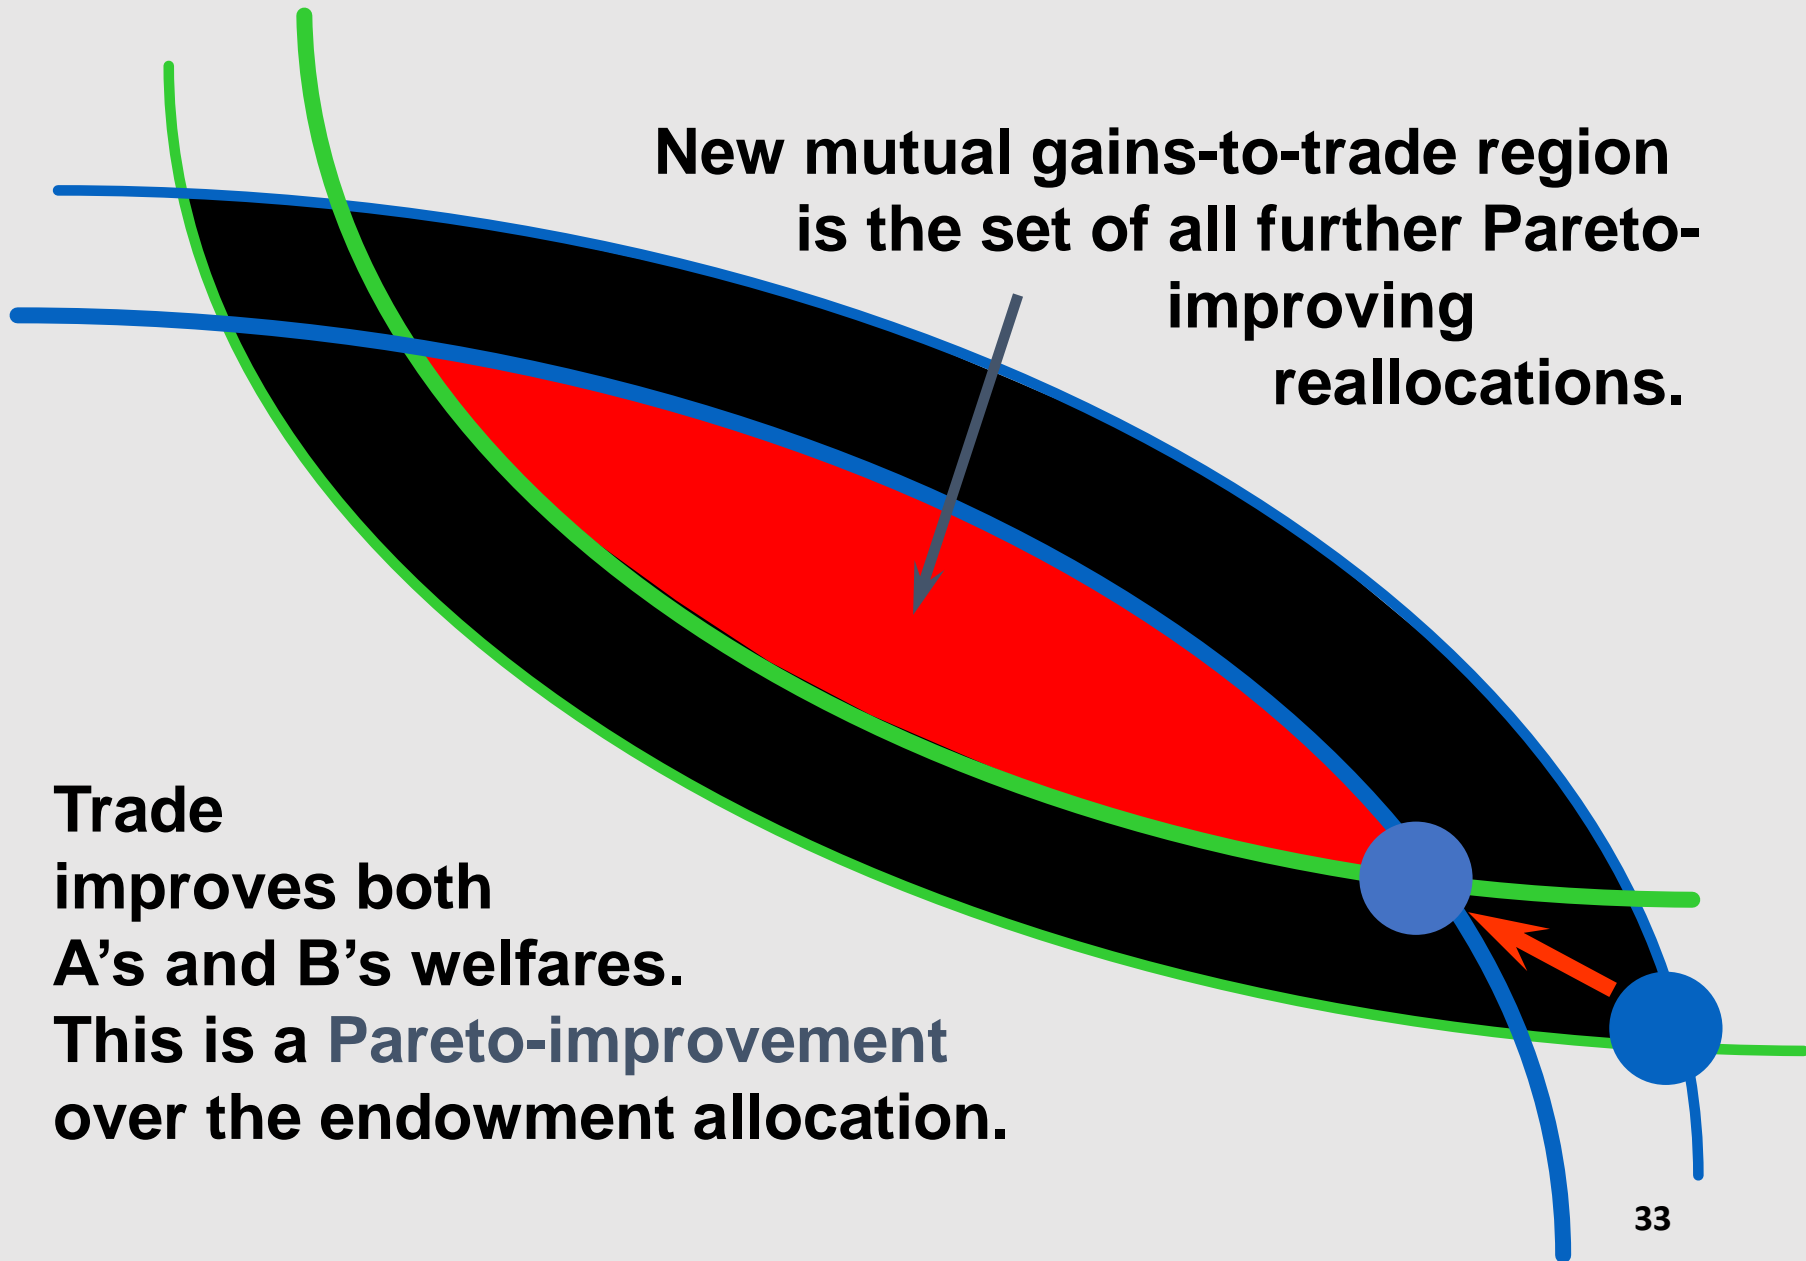 New mutual gains-to-trade region
is the set of all further Pareto-
improving
reallocations.
Trade
improves both
A’s and B’s welfares.
This is a Pareto-improvement
over the endowment allocation.
33